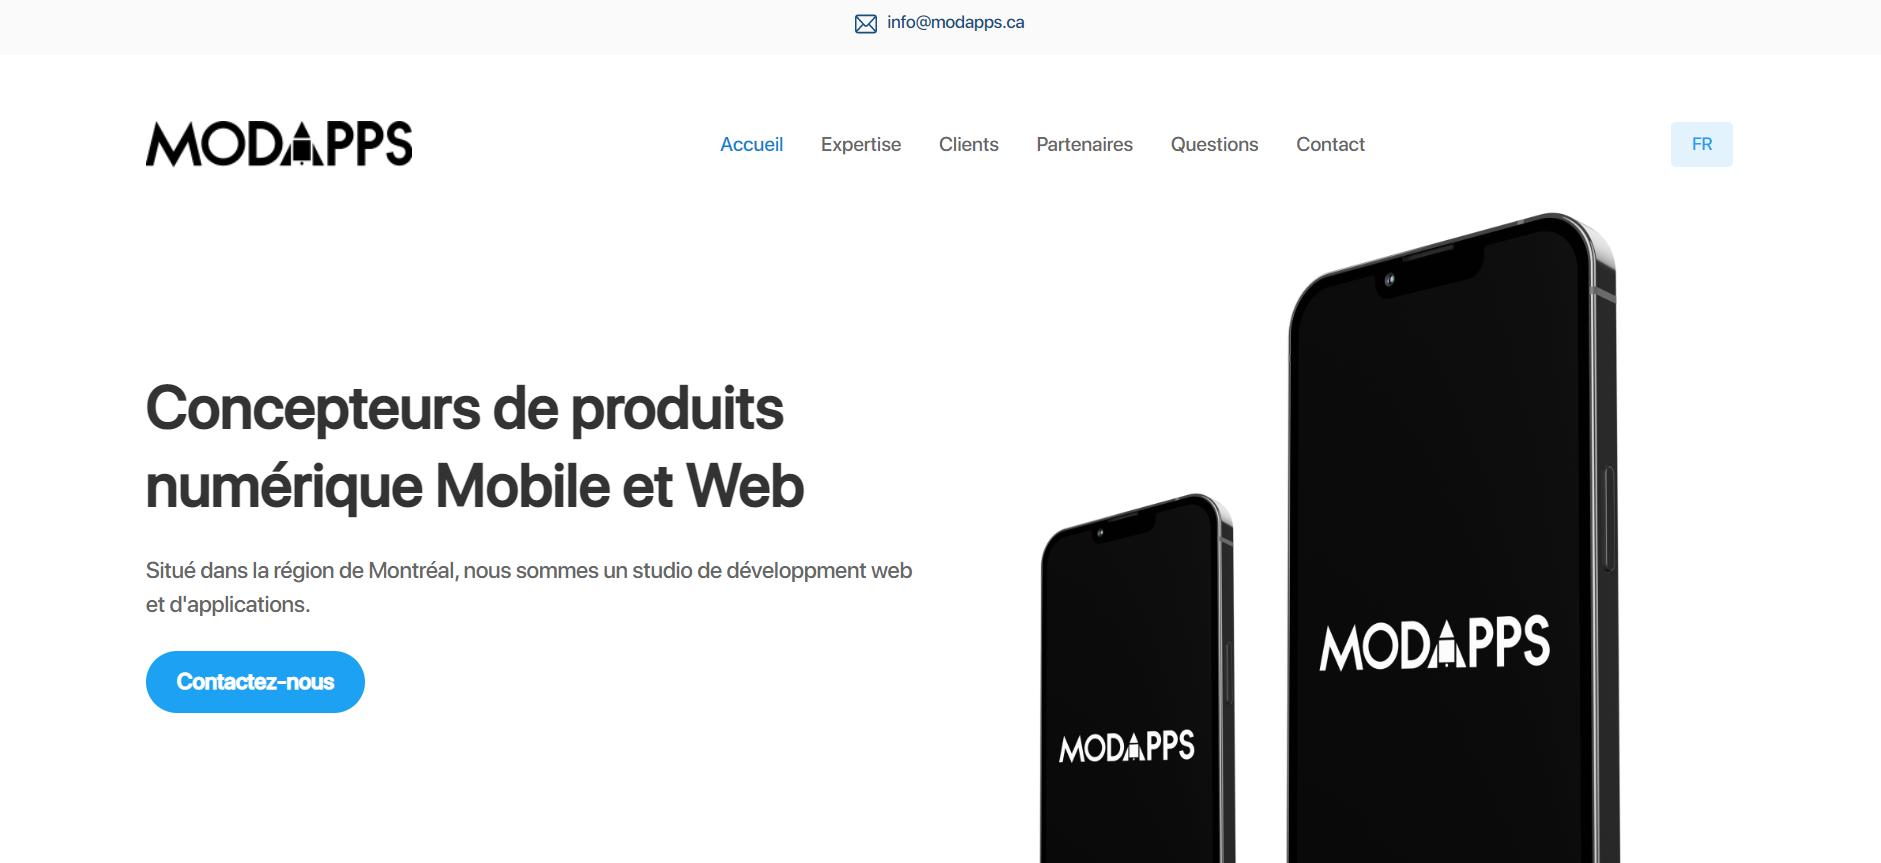 info@modapps.ca
MODAPPS
Accueil Expertise Clients Partenaires Questions Contact
FR
Concepteurs de produits
numérique Mobile et Web
Situé dans la région de Montréal, nous sommes un studio de développment web
et d'applications.
Contactez-nous
MODAPPS
MODAPPS